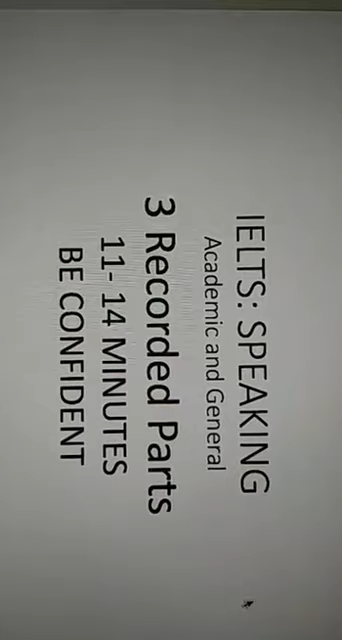 IELTS: SPEAKING
Academic and General
3 Recorded Parts
11- 14 MINUTES
BE CONFIDENT